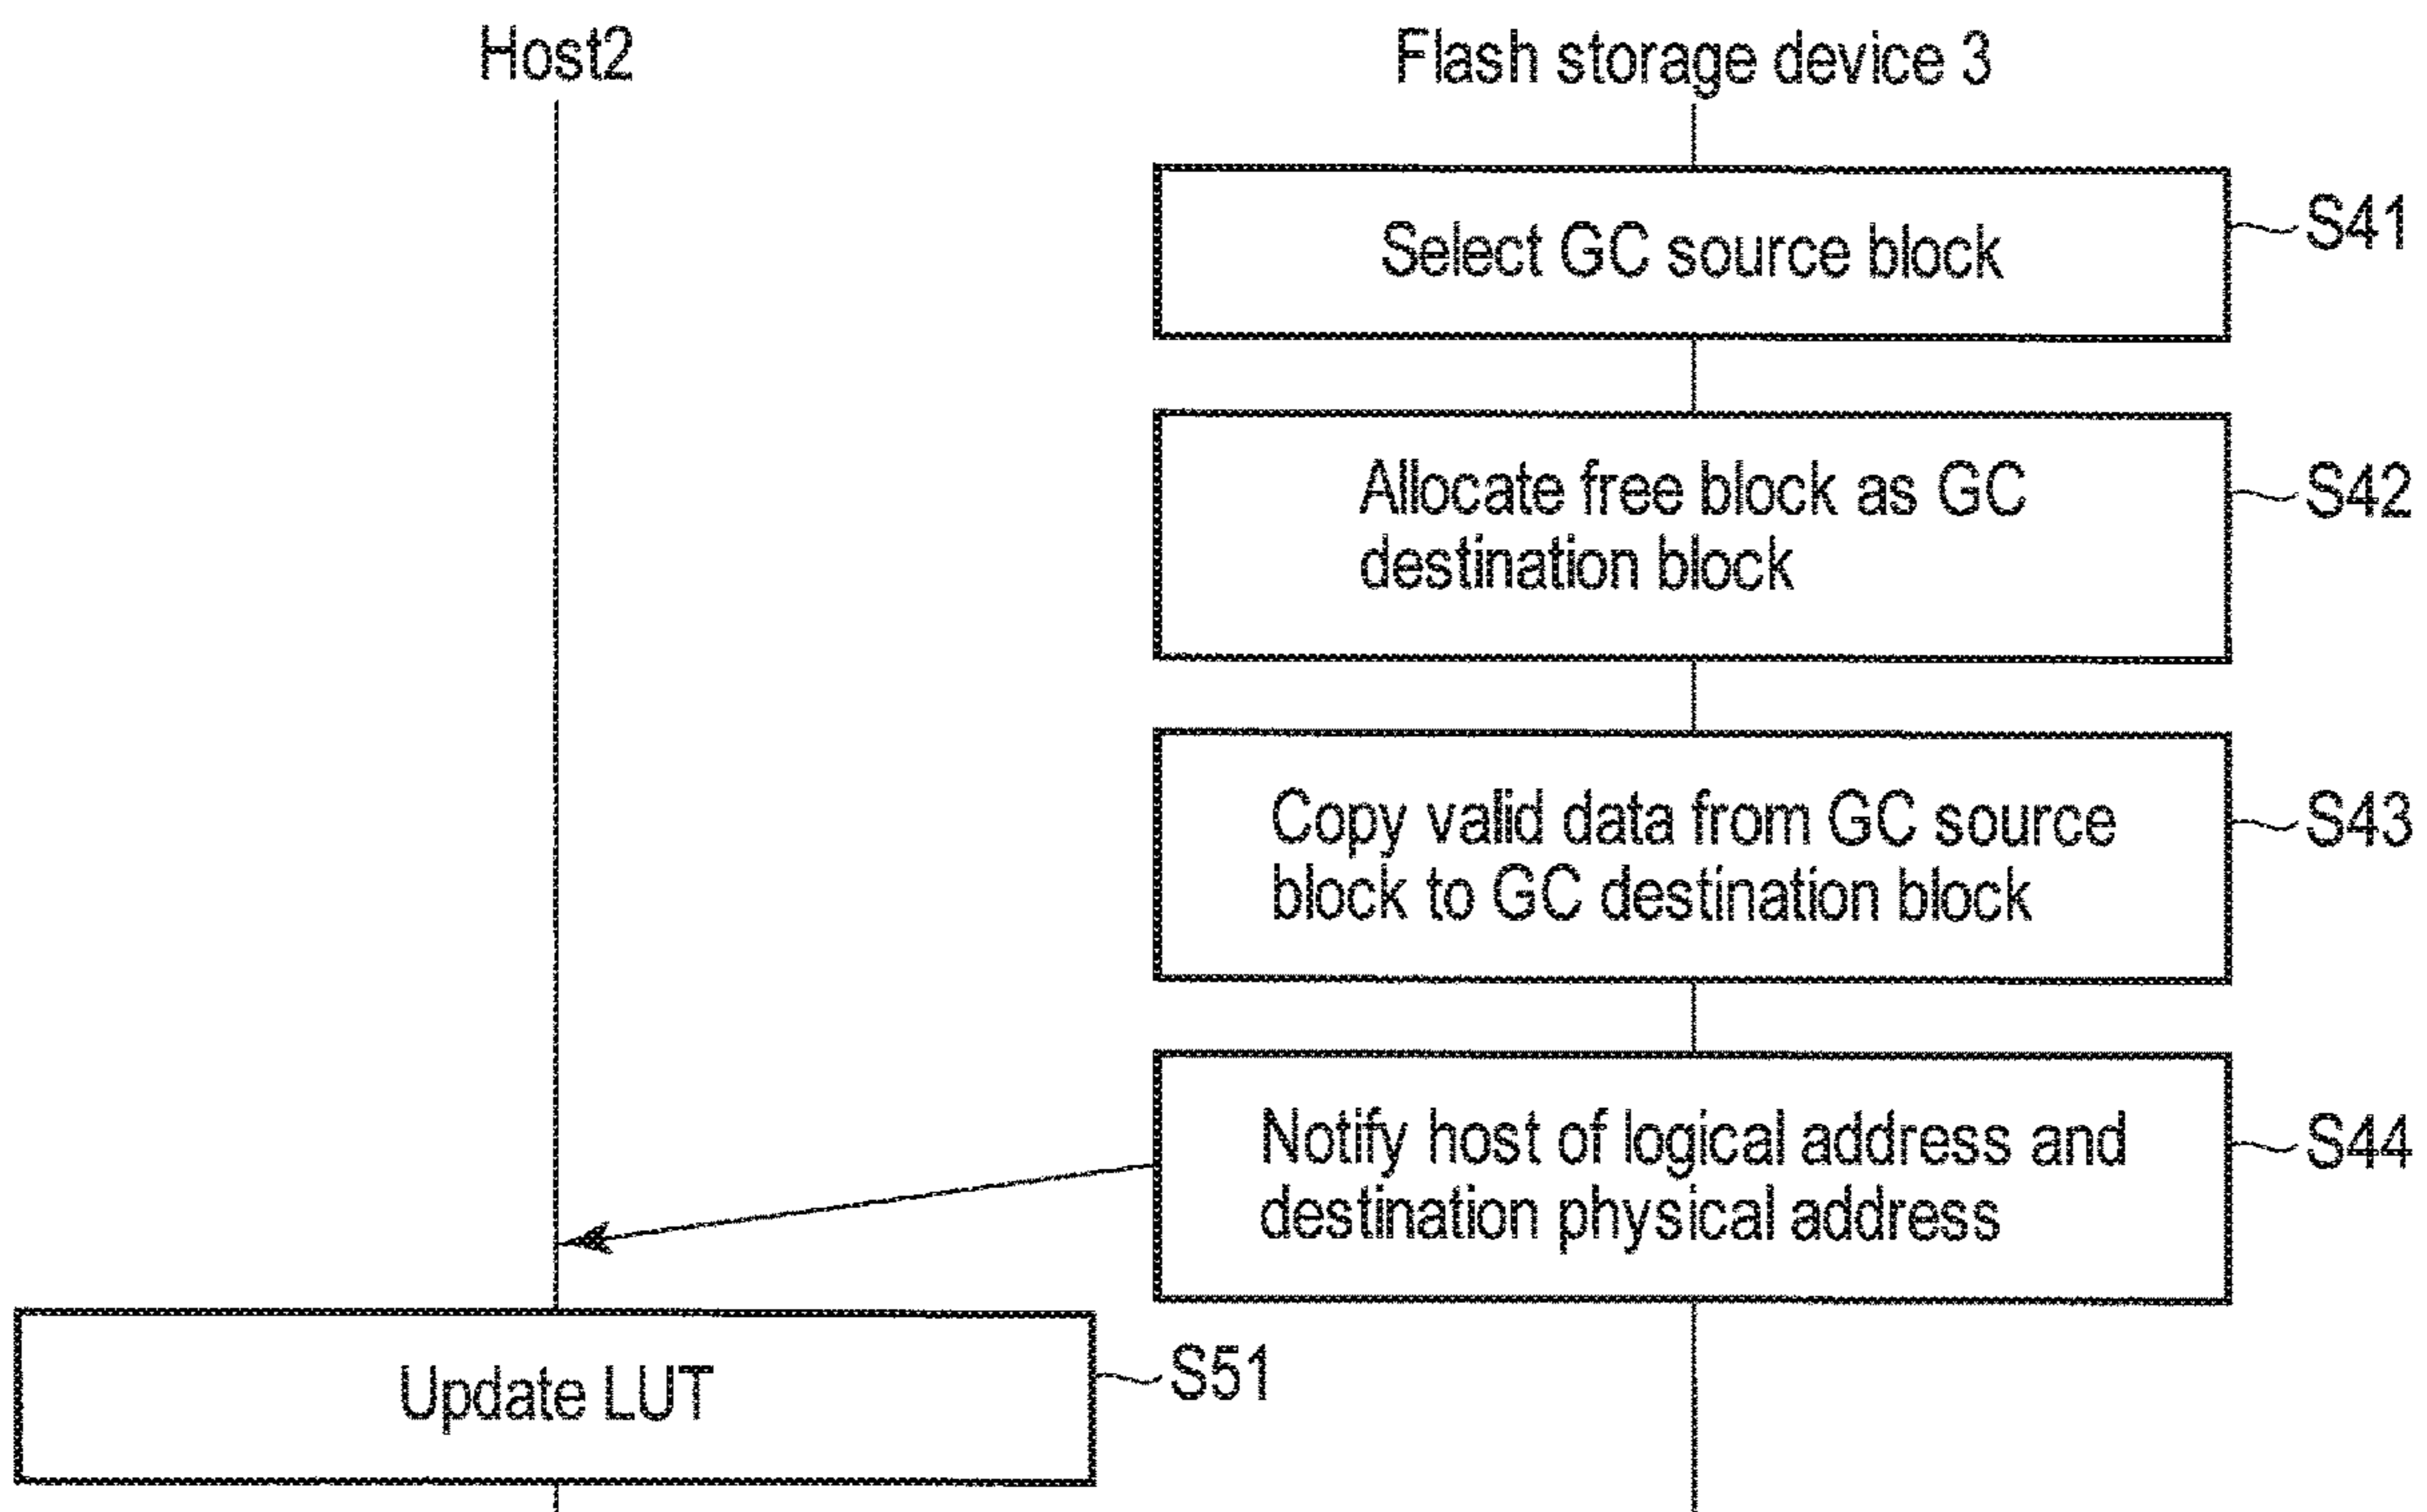 Host2
Flash storage device 3
Select GC source block
S41
Allocate free block as GC
destination block
S42
Copy valid data from GC source
block to GC destination block
S43
Notify host of logical address and
destination physical address
S44
Update LUT
S51